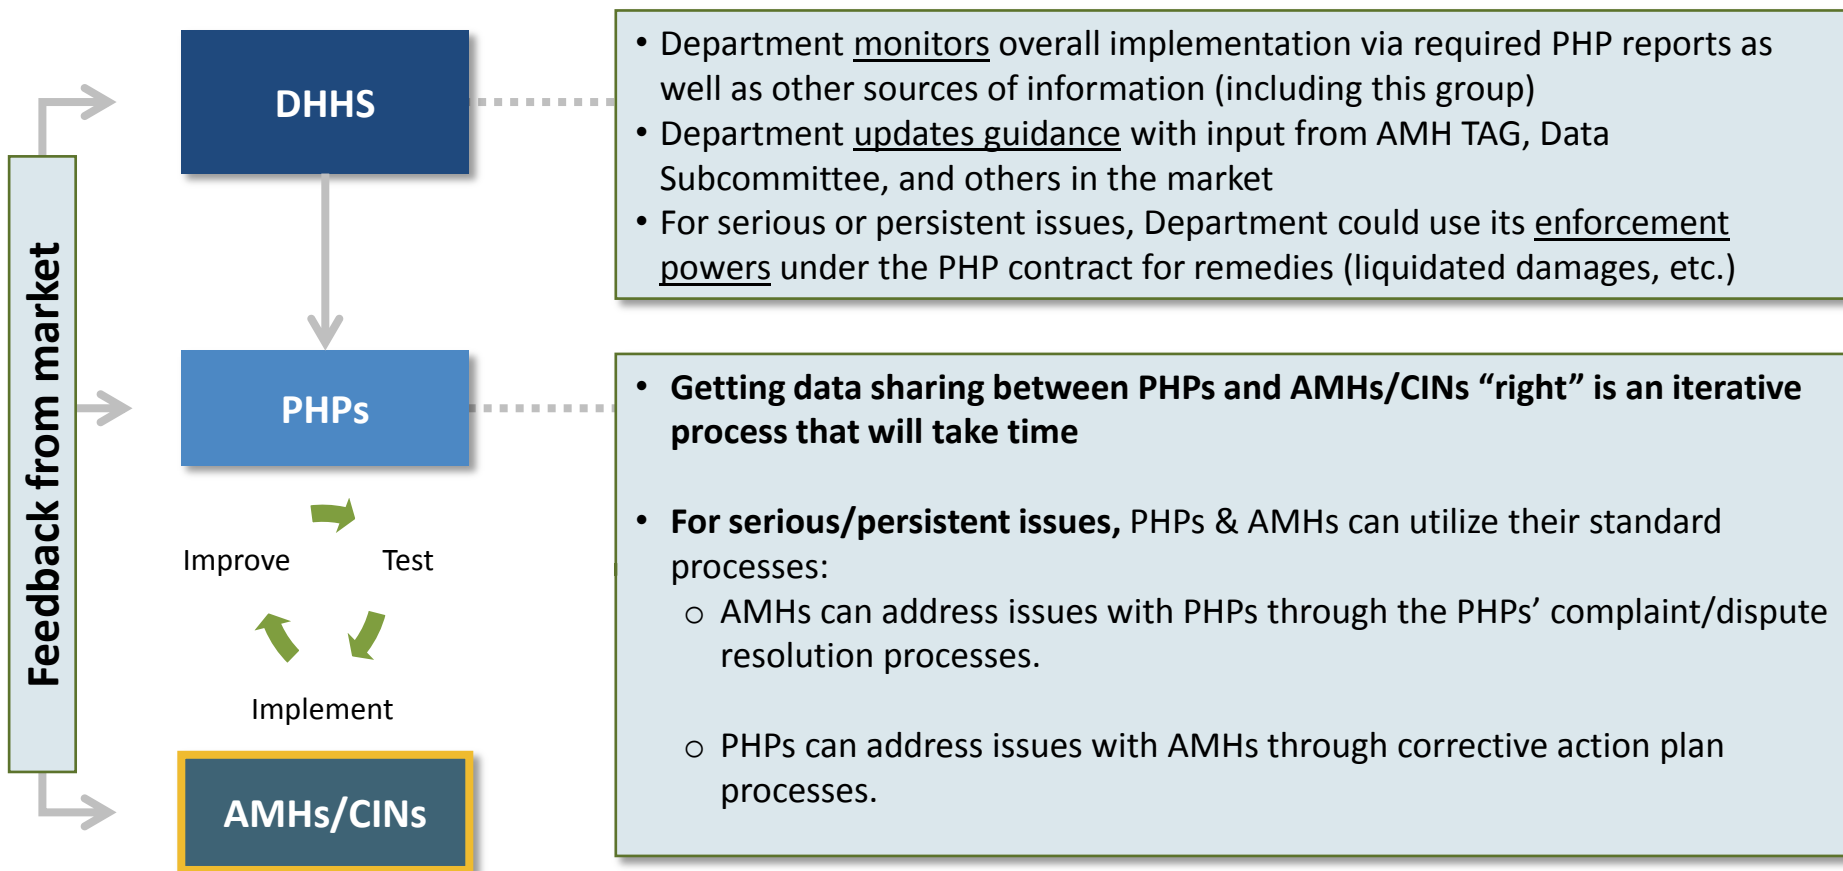 Feedback from market
DHHS
• Department monitors overall implementation via required PHP reports as
well as other sources of information (including this group)
• Department updates guidance with input from AMH TAG, Data
Subcommittee, and others in the market
• For serious or persistent issues, Department could use its enforcement
powers under the PHP contract for remedies (liquidated damages, etc.)
PHPs
• Getting data sharing between PHPs and AMHs/CINs “right” is an iterative
process that will take time
• For serious/persistent issues, PHPs & AMHs can utilize their standard
processes:
o AMHs can address issues with PHPs through the PHPs’ complaint/dispute
resolution processes.
o PHPs can address issues with AMHs through corrective action plan
processes.
Improve
Test
Implement
AMHs/CINs